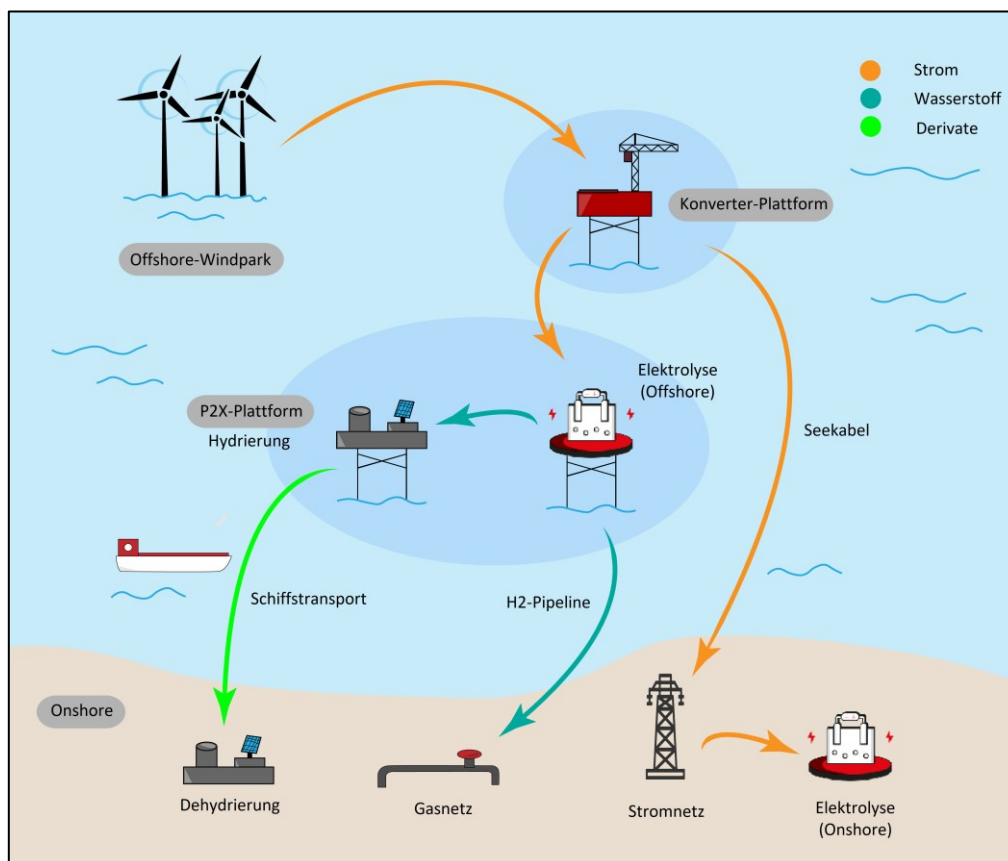 Strom
Wasserstoff
Derivate
Konverter-Plattform
Offshore-Windpark
Elektrolyse
(Offshore)
P2X-Plattform
Hydrierung
Seekabel
Schiffstransport
H2-Pipeline
Onshore
Dehydrierung
Gasnetz
Stromnetz
Elektrolyse
(Onshore)